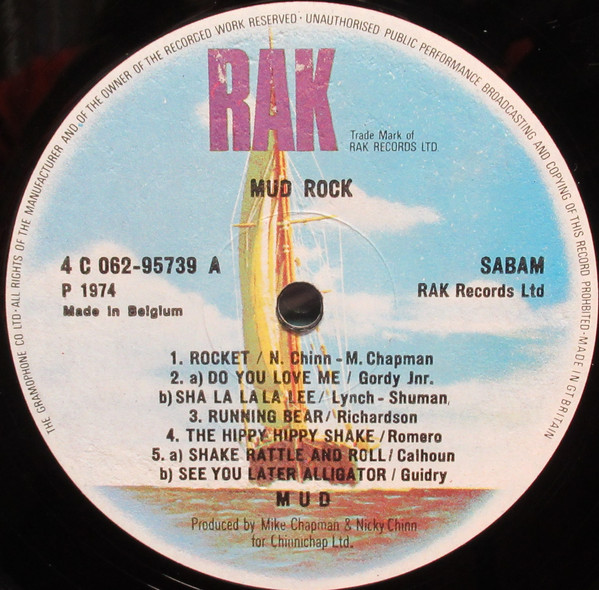 THE GRAMOPHONE CO LTD · ALL RIGHTS OF THE MANUFACTURER AND OF THE OWNER OF THE RECORDED WORK RESERVED · UNAUTHORISED PUBLIC PERFORMANCE BROADCASTING AND COPYING OF THIS RECORD PROHIBITED · MADE IN GT BRITAIN
RAK
Trade Mark of
RAK RECORDS LTD
MUD ROCK
4 C 062-95739 A
SABAM
P 1974
RAK Records Ltd
Made in Belgium
1. ROCKET / N. Chinn - M. Chapman
2. a) DO YOU LOVE ME / Gordy Jnr.
b) SHA LA LA LA LEE / Lynch - Shuman
3. RUNNING BEAR / Richardson
4. THE HIPPY HIPPY SHAKE / Romero
5. a) SHAKE RATTLE AND ROLL / Calhoun
b) SEE YOU LATER ALLIGATOR / Guidry
MUD
Produced by Mike Chapman & Nicky Chinn
for Chinnichap Ltd.